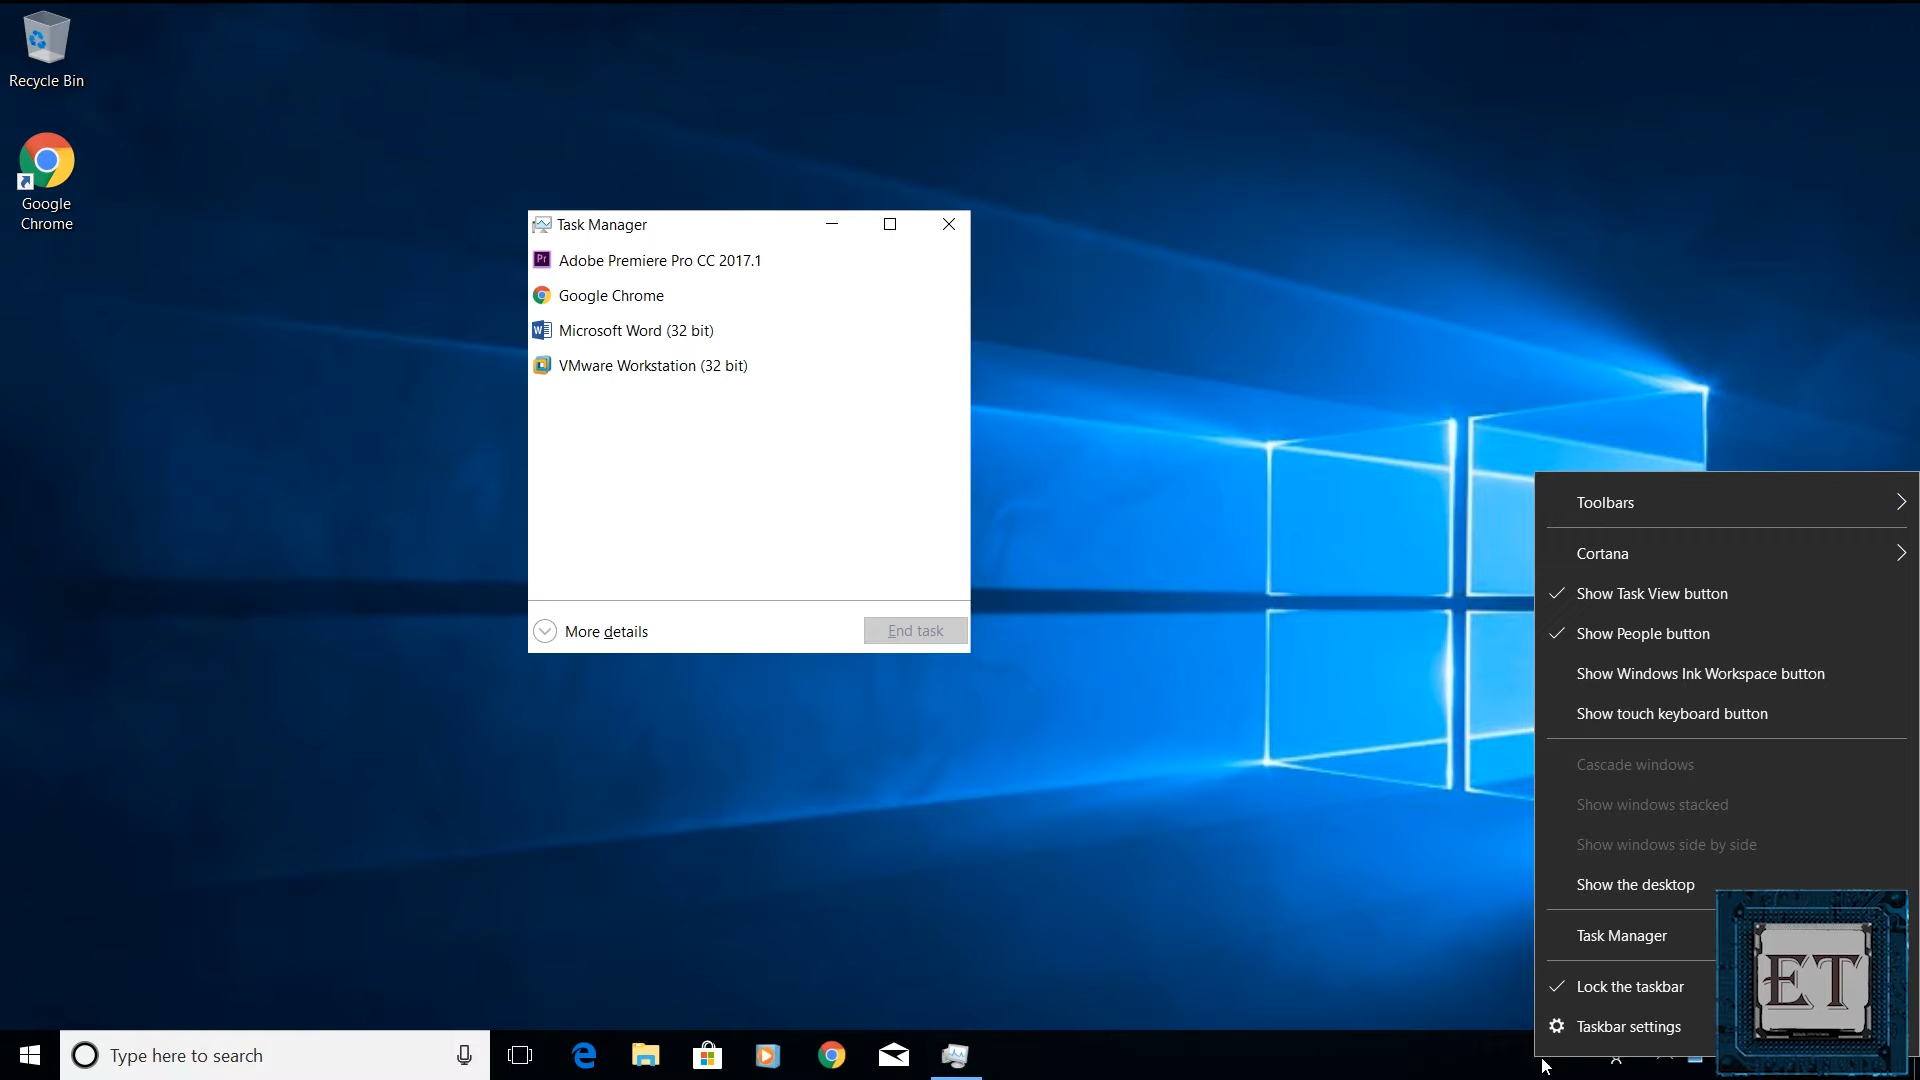 Recycle Bin
Google
Chrome
Task Manager
Pr
Adobe Premiere Pro CC 2017.1
Google Chrome
W
Microsoft Word (32 bit)
VMware Workstation (32 bit)
More details
End task
Toolbars
Cortana
Show Task View button
Show People button
Show Windows Ink Workspace button
Show touch keyboard button
Cascade windows
Show windows stacked
Show windows side by side
Show the desktop
Task Manager
Lock the taskbar
Taskbar settings
ET
Type here to search